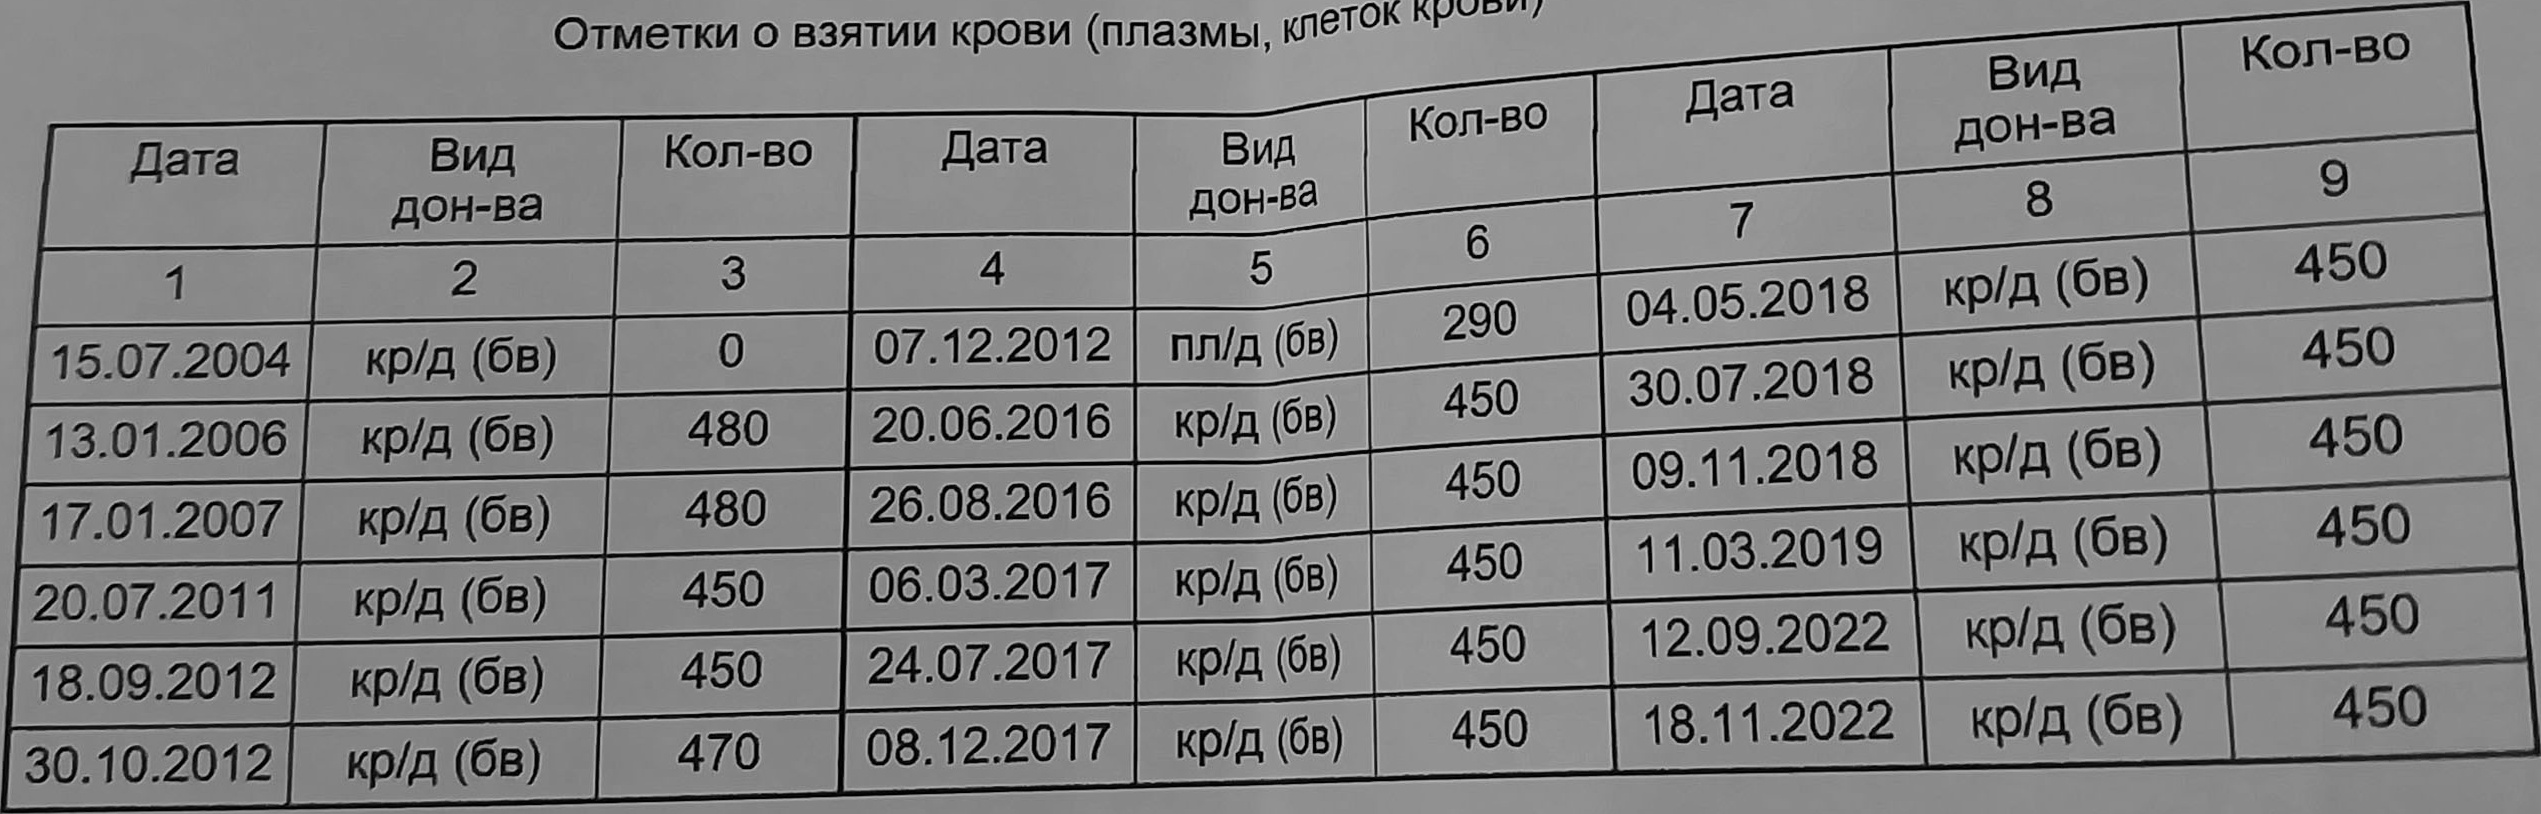 Отметки о взятии крови (плазмы, клеток крови)
Дата Вид дон-ва Кол-во Дата Вид дон-ва Кол-во Дата Вид дон-ва Кол-во
1 2 3 4 5 6 7 8 9
15.07.2004 кр/д (бв) 0 07.12.2012 пл/д (бв) 290 04.05.2018 кр/д (бв) 450
13.01.2006 кр/д (бв) 480 20.06.2016 кр/д (бв) 450 30.07.2018 кр/д (бв) 450
17.01.2007 кр/д (бв) 480 26.08.2016 кр/д (бв) 450 09.11.2018 кр/д (бв) 450
20.07.2011 кр/д (бв) 450 06.03.2017 кр/д (бв) 450 11.03.2019 кр/д (бв) 450
18.09.2012 кр/д (бв) 450 24.07.2017 кр/д (бв) 450 12.09.2022 кр/д (бв) 450
30.10.2012 кр/д (бв) 470 08.12.2017 кр/д (бв) 450 18.11.2022 кр/д (бв) 450